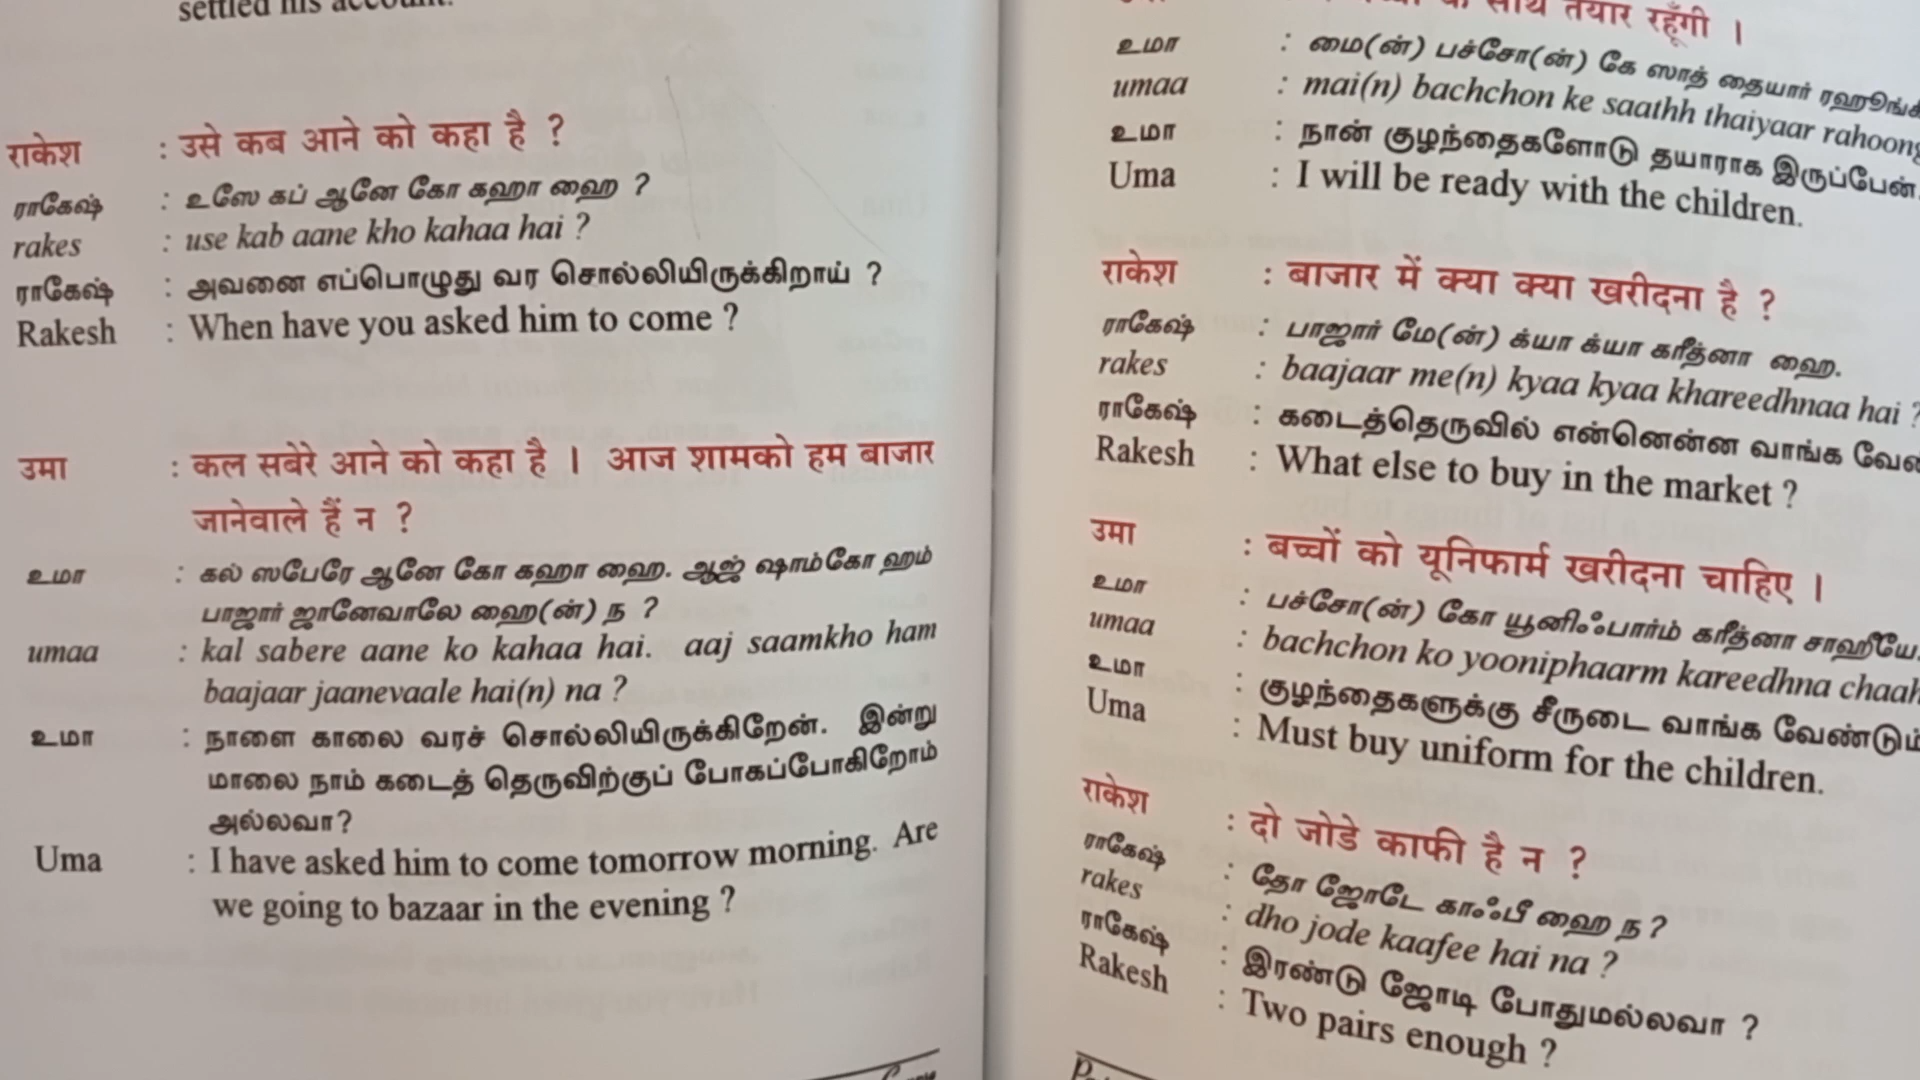 settled his account.
राकेश : उसे कब आने को कहा है ?
ராகேஷ் : உஸே கப் ஆனே கோ கஹா ஹை ?
rakes : use kab aane kho kahaa hai ?
ராகேஷ் : அவனை எப்பொழுது வர சொல்லியிருக்கிறாய் ?
Rakesh : When have you asked him to come ?
उमा : कल सबेरे आने को कहा है । आज शामको हम बाजार
जानेवाले हैं न ?
உமா : கல் ஸபேரே ஆனே கோ கஹா ஹை. ஆஜ் ஷாம்கோ ஹம்
பாஜார் ஜானேவாலே ஹை(ன்) ந ?
umaa : kal sabere aane ko kahaa hai. aaj saamkho ham
baajaar jaanevaale hai(n) na ?
உமா : நாளை காலை வரச் சொல்லியிருக்கிறேன். இன்று
மாலை நாம் கடைத் தெருவிற்குப் போகப்போகிறோம்
அல்லவா?
Uma : I have asked him to come tomorrow morning. Are
we going to bazaar in the evening ?
साथ तयार रहूँगी ।
உமா : மை(ன்) பச்சோ(ன்) கே ஸாத் தையார்
umaa : mai(n) bachchon ke saathh thaiyaar
உமா : நான் குழந்தைகளோடு தயாராக இருப்பேன்.
Uma : I will be ready with the children.
राकेश : बाजार में क्या क्या खरीदना है ?
ராகேஷ் : பாஜார் மே(ன்) க்யா க்யா கரீத்னா ஹை.
rakes : baajaar me(n) kyaa kyaa khareedhnaa hai ?
ராகேஷ் : கடைத்தெருவில் என்னென்ன வாங்க
Rakesh : What else to buy in the market ?
उमा : बच्चों को यूनिफार्म खरीदना चाहिए ।
உமா : பச்சோ(ன்) கோ யூனிஃபார்ம் கரீத்னா சாஹீயே.
umaa : bachchon ko yooniphaarm kareedhna
உமா : குழந்தைகளுக்கு சீருடை வாங்க வேண்டும்
Uma : Must buy uniform for the children.
राकेश : दो जोडे काफी है न ?
ராகேஷ் : தோ ஜோடே காஃபீ ஹை ந ?
rakes : dho jode kaafee hai na ?
ராகேஷ் : இரண்டு ஜோடி போதுமல்லவா ?
Rakesh : Two pairs enough ?